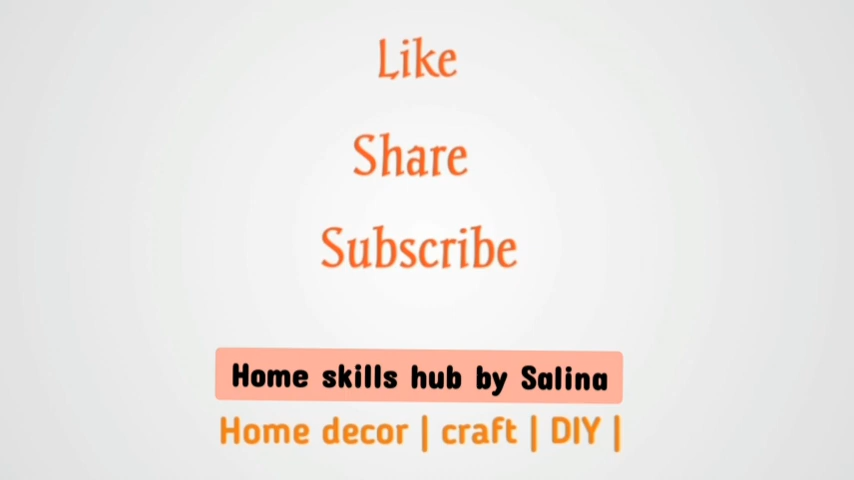 Like
Share
Subscribe
Home skills hub by Salina
Home decor | craft | DIY |